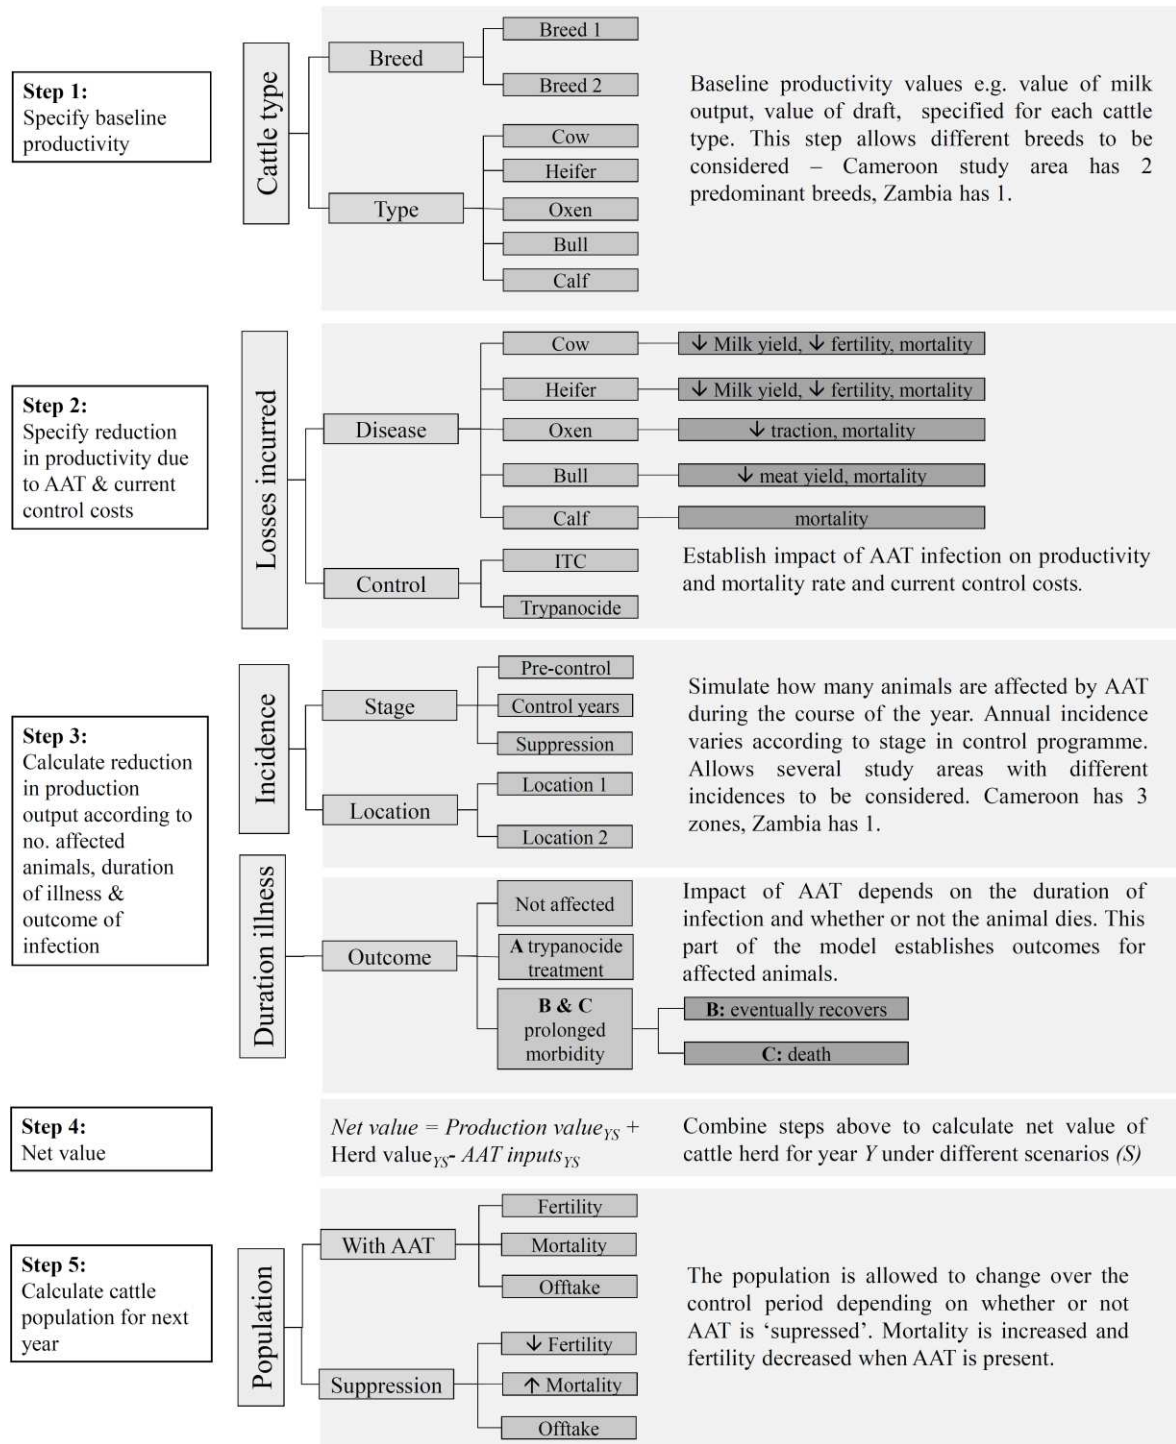 Step 1:
Specify baseline
productivity
Cattle type
Breed
Breed 1
Breed 2
Type
Cow
Heifer
Oxen
Bull
Calf
Baseline productivity values e.g. value of milk
output, value of draft, specified for each cattle
type. This step allows different breeds to be
considered – Cameroon study area has 2
predominant breeds, Zambia has 1.
Step 2:
Specify reduction
in productivity due
to AAT & current
control costs
Losses incurred
Disease
Cow
↓ Milk yield, ↓ fertility, mortality
Heifer
↓ Milk yield, ↓ fertility, mortality
Oxen
↓ traction, mortality
Bull
↓ meat yield, mortality
Calf
mortality
Control
ITC
Trypanocide
Establish impact of AAT infection on productivity
and mortality rate and current control costs.
Step 3:
Calculate reduction
in production
output according to
no. affected
animals, duration
of illness &
outcome of
infection
Incidence
Stage
Pre-control
Control years
Suppression
Location
Location 1
Location 2
Simulate how many animals are affected by AAT
during the course of the year. Annual incidence
varies according to stage in control programme.
Allows several study areas with different
incidences to be considered. Cameroon has 3
zones, Zambia has 1.
Duration illness
Outcome
Not affected
A trypanocide
treatment
B & C
prolonged
morbidity
B: eventually recovers
C: death
Impact of AAT depends on the duration of
infection and whether or not the animal dies. This
part of the model establishes outcomes for
affected animals.
Step 4:
Net value
Net value = Production valueYS +
Herd valueYS- AAT inputsYS
Combine steps above to calculate net value of
cattle herd for year Y under different scenarios (S)
Step 5:
Calculate cattle
population for next
year
Population
With AAT
Fertility
Mortality
Offtake
Suppression
↓ Fertility
↑ Mortality
Offtake
The population is allowed to change over the
control period depending on whether or not
AAT is ‘supressed’. Mortality is increased and
fertility decreased when AAT is present.